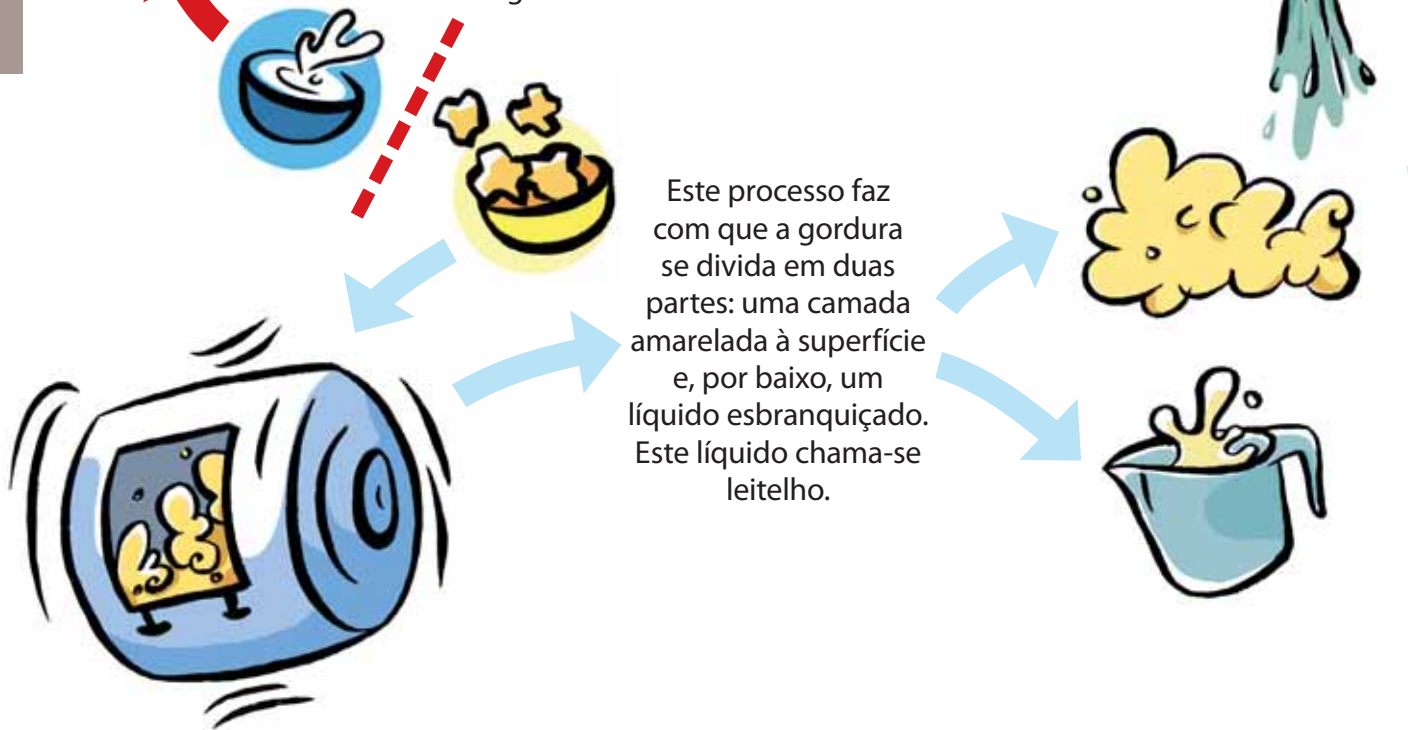 Este processo faz
com que a gordura
se divida em duas
partes: uma camada
amarelada à superfície
e, por baixo, um
líquido esbranquiçado.
Este líquido chama-se
leitelho.